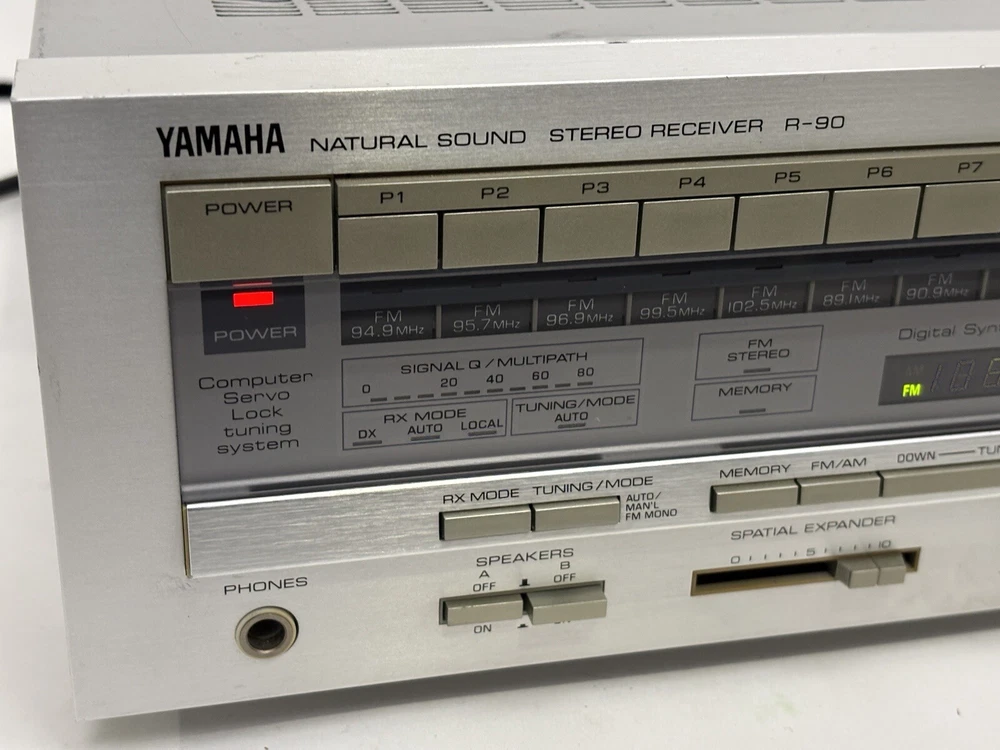 YAMAHA NATURAL SOUND STEREO RECEIVER R-90
POWER P1 P2 P3 P4 P5 P6 P7
POWER
FM 94.9MHz FM 95.7MHz FM 96.9MHz FM 99.5MHz FM 102.5MHz FM 89.1MHz FM 90.9MHz
Computer
Servo
Lock
tuning
system
SIGNAL Q / MULTIPATH
0 20 40 60 80
RX MODE
DX AUTO LOCAL
TUNING/MODE
AUTO
FM
STEREO
MEMORY
Digital
AM
FM
RX MODE TUNING/MODE
AUTO/
MAN'L
FM MONO
MEMORY FM/AM DOWN
PHONES
SPEAKERS
A B
OFF OFF
ON
SPATIAL EXPANDER
0 5 10